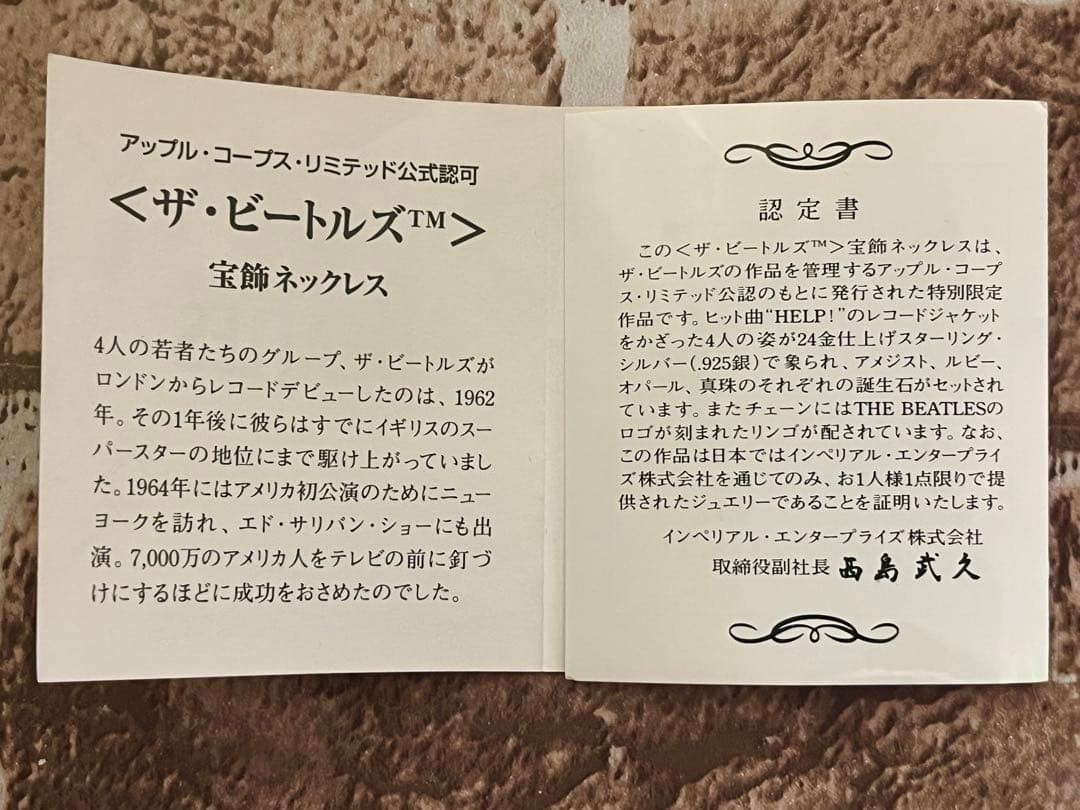 アップル・コープス・リミテッド公式認可
＜ザ・ビートルズ™＞
宝飾ネックレス
4人の若者たちのグループ、ザ・ビートルズが
ロンドンからレコードデビューしたのは、1962
年。その1年後に彼らはすでにイギリスのスー
パースターの地位にまで駆け上がっていまし
た。1964年にはアメリカ初公演のためにニュー
ヨークを訪れ、エド・サリバン・ショーにも出
演。7,000万のアメリカ人をテレビの前に釘づ
けにするほどに成功をおさめたのでした。
認定書
この＜ザ・ビートルズ™＞宝飾ネックレスは、
ザ・ビートルズの作品を管理するアップル・コープ
ス・リミテッド公認のもとに発行された特別限定
作品です。ヒット曲“HELP!”のレコードジャケット
をかざった4人の姿が24金仕上げスターリング・
シルバー(.925銀)で象られ、アメジスト、ルビー、
オパール、真珠のそれぞれの誕生石がセットされ
ています。またチェーンにはTHE BEATLESの
ロゴが刻まれたリンゴが配されています。なお、
この作品は日本ではインペリアル・エンタープライ
ズ株式会社を通じてのみ、お1人様1点限りで提
供されたジュエリーであることを証明いたします。
インペリアル・エンタープライズ株式会社
取締役副社長 西島武久